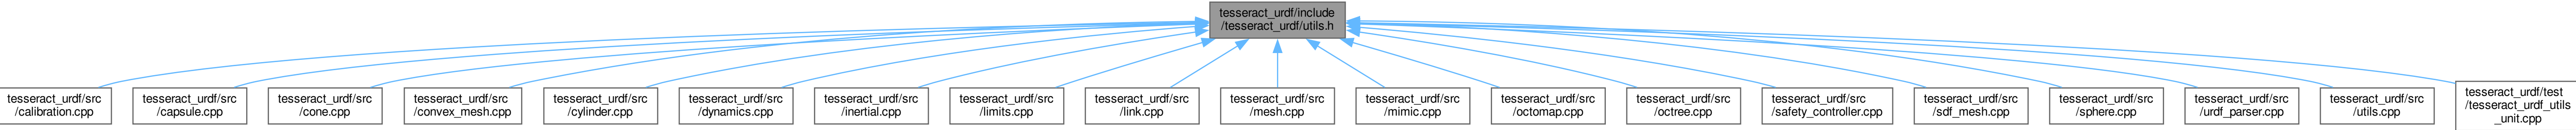 tesseract_urdf/include
/tesseract_urdf/utils.h
tesseract_urdf/src
/calibration.cpp
tesseract_urdf/src
/capsule.cpp
tesseract_urdf/src
/cone.cpp
tesseract_urdf/src
/convex_mesh.cpp
tesseract_urdf/src
/cylinder.cpp
tesseract_urdf/src
/dynamics.cpp
tesseract_urdf/src
/inertial.cpp
tesseract_urdf/src
/limits.cpp
tesseract_urdf/src
/link.cpp
tesseract_urdf/src
/mesh.cpp
tesseract_urdf/src
/mimic.cpp
tesseract_urdf/src
/octomap.cpp
tesseract_urdf/src
/octree.cpp
tesseract_urdf/src
/safety_controller.cpp
tesseract_urdf/src
/sdf_mesh.cpp
tesseract_urdf/src
/sphere.cpp
tesseract_urdf/src
/urdf_parser.cpp
tesseract_urdf/src
/utils.cpp
tesseract_urdf/test
/tesseract_urdf_utils
_unit.cpp